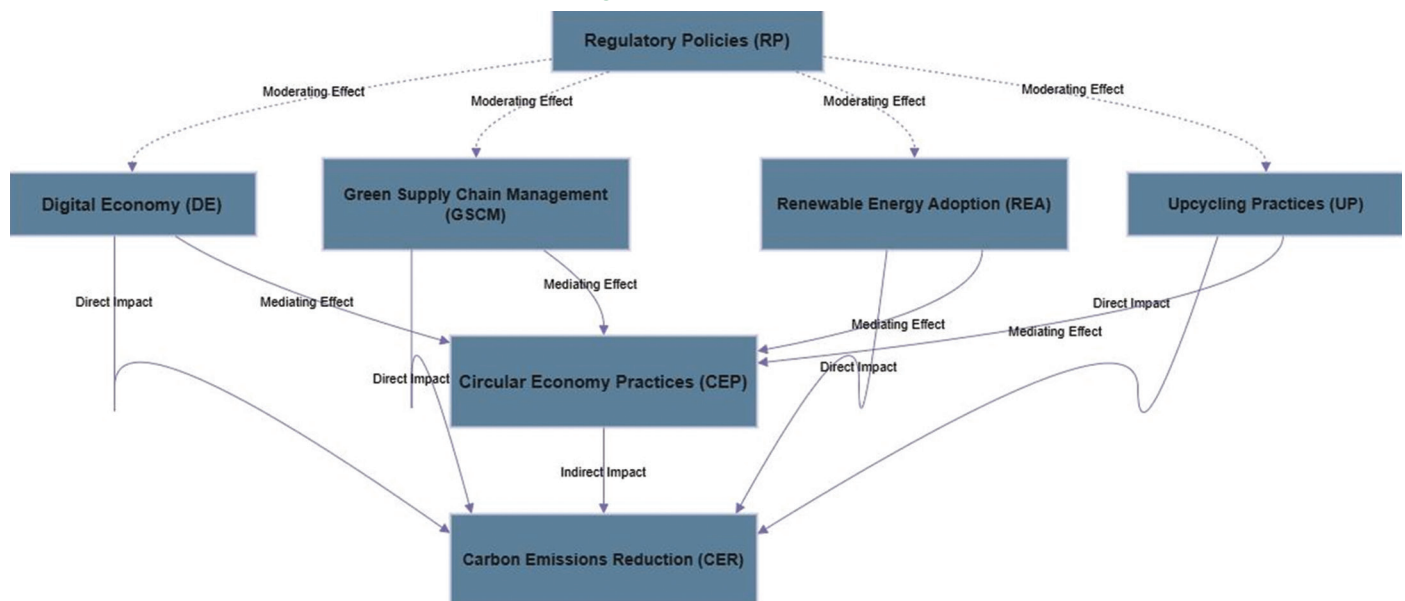 Regulatory Policies (RP)
Moderating Effect
Moderating Effect
Moderating Effect
Moderating Effect
Digital Economy (DE)
Green Supply Chain Management
(GSCM)
Renewable Energy Adoption (REA)
Upcycling Practices (UP)
Direct Impact
Mediating Effect
Mediating Effect
Mediating Effect
Direct Impact
Mediating Effect
Direct Impact
Circular Economy Practices (CEP)
Direct Impact
Indirect Impact
Carbon Emissions Reduction (CER)